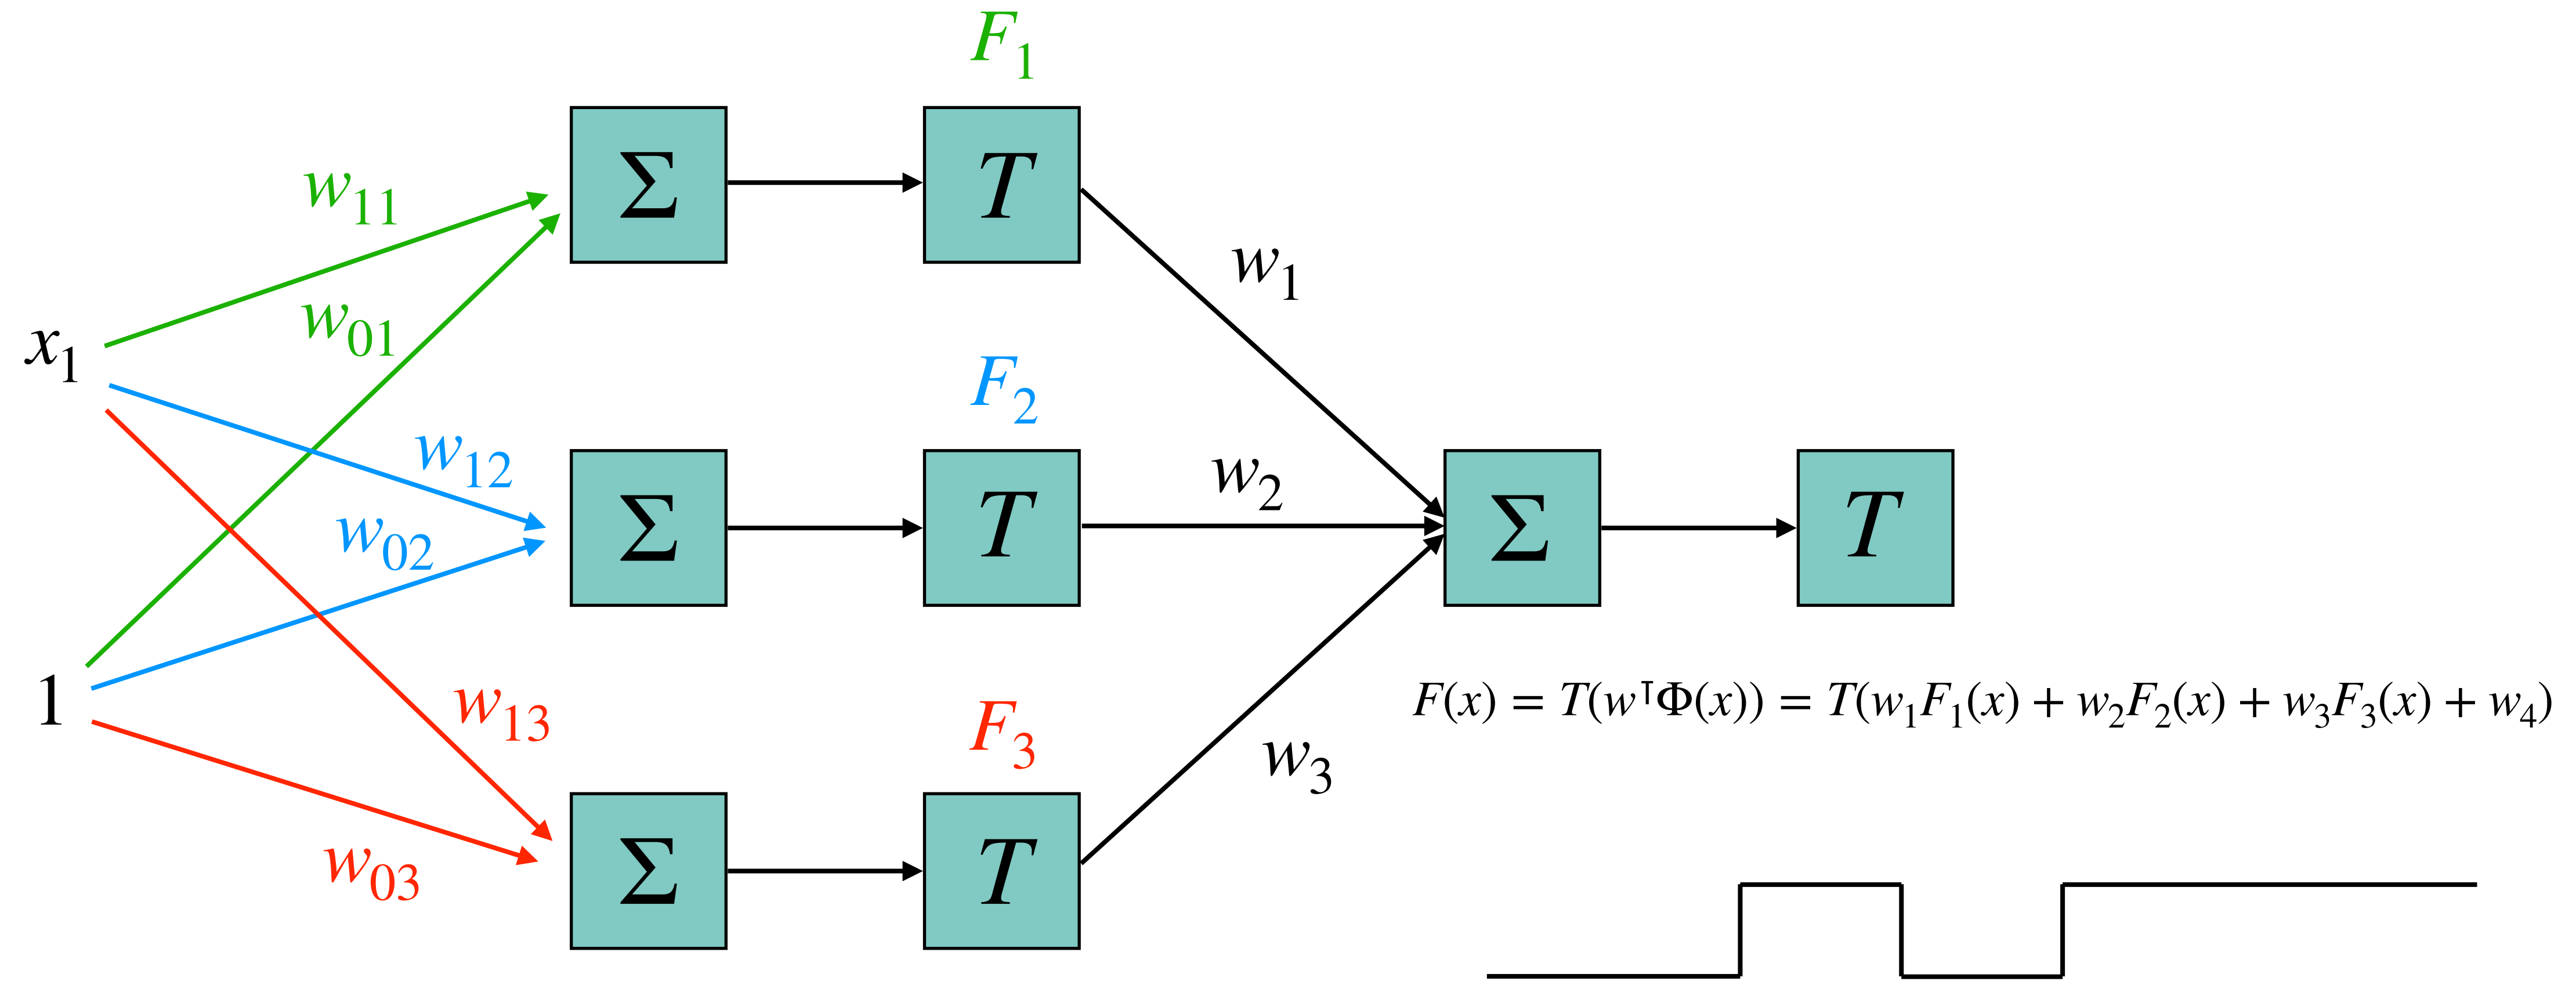 F₁
Σ
T
w₁₁
w₀₁
w₁
x₁
F₂
w₁₂
w₂
Σ
T
Σ
T
w₀₂
1
w₁₃
F₃
w₃
F(x) = T(w⊺Φ(x)) = T(w₁F₁(x) + w₂F₂(x) + w₃F₃(x) + w₄)
Σ
T
w₀₃